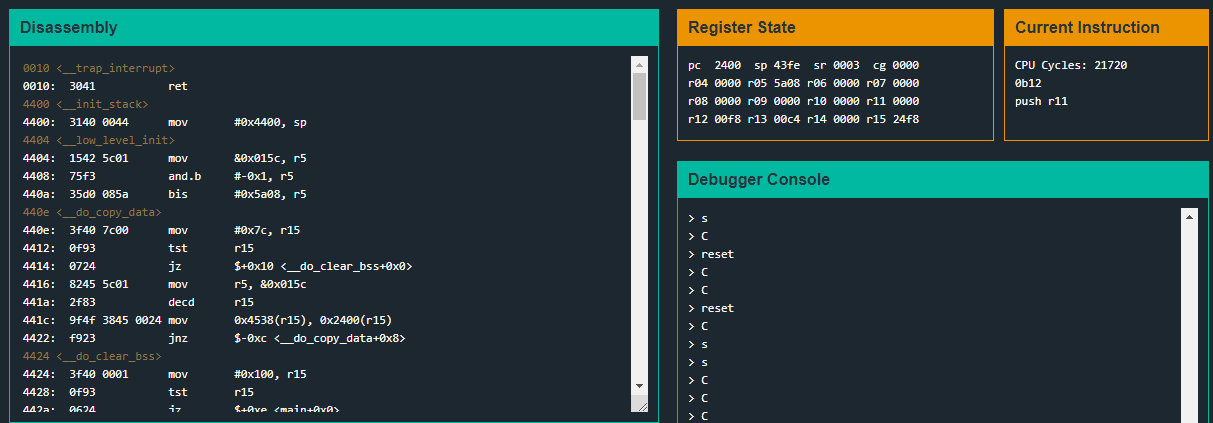 Disassembly
0010 <__trap_interrupt>
0010: 3041 ret
4400 <__init_stack>
4400: 3140 0044 mov #0x4400, sp
4404 <__low_level_init>
4404: 1542 5c01 mov &0x015c, r5
4408: 75f3 and.b #-0x1, r5
440a: 35d0 085a bis #0x5a08, r5
440e <__do_copy_data>
440e: 3f40 7c00 mov #0x7c, r15
4412: 0f93 tst r15
4414: 0724 jz $+0x10 <__do_clear_bss+0x0>
4416: 8245 5c01 mov r5, &0x015c
441a: 2f83 decd r15
441c: 9f4f 3845 0024 mov 0x4538(r15), 0x2400(r15)
4422: f923 jnz $-0xc <__do_copy_data+0x8>
4424 <__do_clear_bss>
4424: 3f40 0001 mov #0x100, r15
4428: 0f93 tst r15
442a: 0624 jz $+0xe <main+0x0>
Register State
pc 2400 sp 43fe sr 0003 cg 0000
r04 0000 r05 5a08 r06 0000 r07 0000
r08 0000 r09 0000 r10 0000 r11 0000
r12 00f8 r13 00c4 r14 0000 r15 24f8
Current Instruction
CPU Cycles: 21720
0b12
push r11
Debugger Console
> s
> C
> reset
> C
> C
> reset
> C
> s
> s
> C
> C
> C